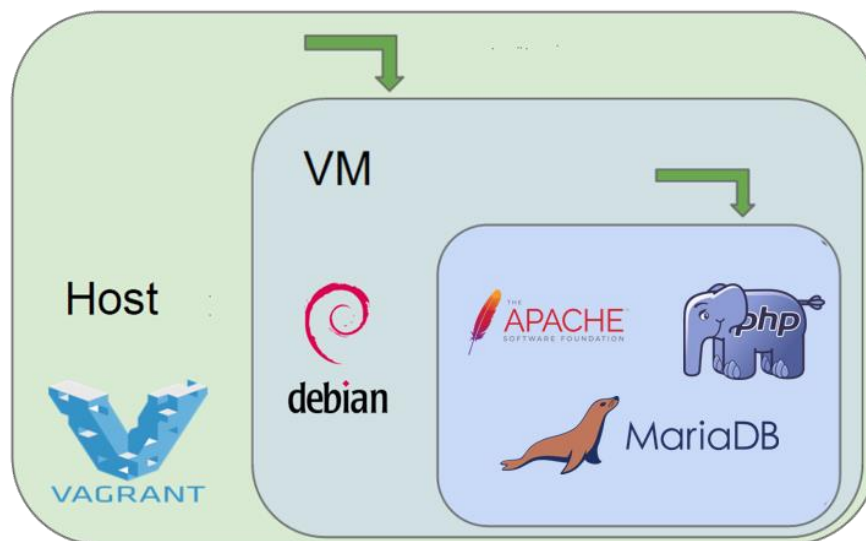 VM
Host
debian
VAGRANT
THE
APACHE
SOFTWARE FOUNDATION
php
MariaDB